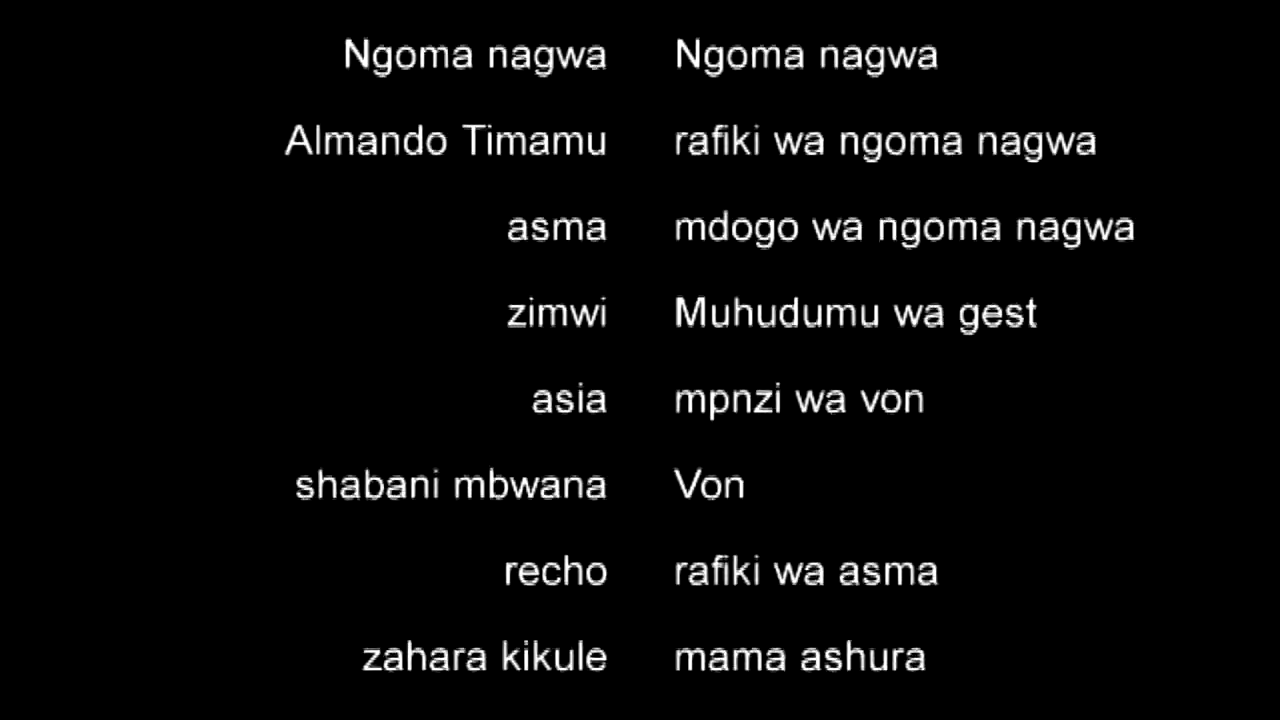 Ngoma nagwa Ngoma nagwa
Almando Timamu rafiki wa ngoma nagwa
asma mdogo wa ngoma nagwa
zimwi Muhudumu wa gest
asia mpnzi wa von
shabani mbwana Von
recho rafiki wa asma
zahara kikule mama ashura